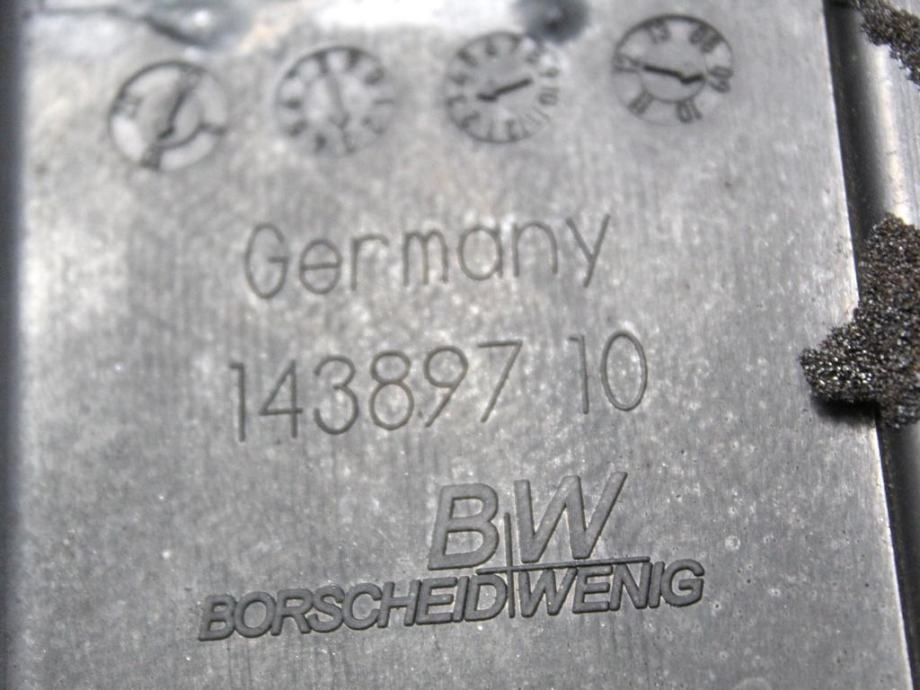 Germany
143897 10
BW
BORSCHEID WENIG